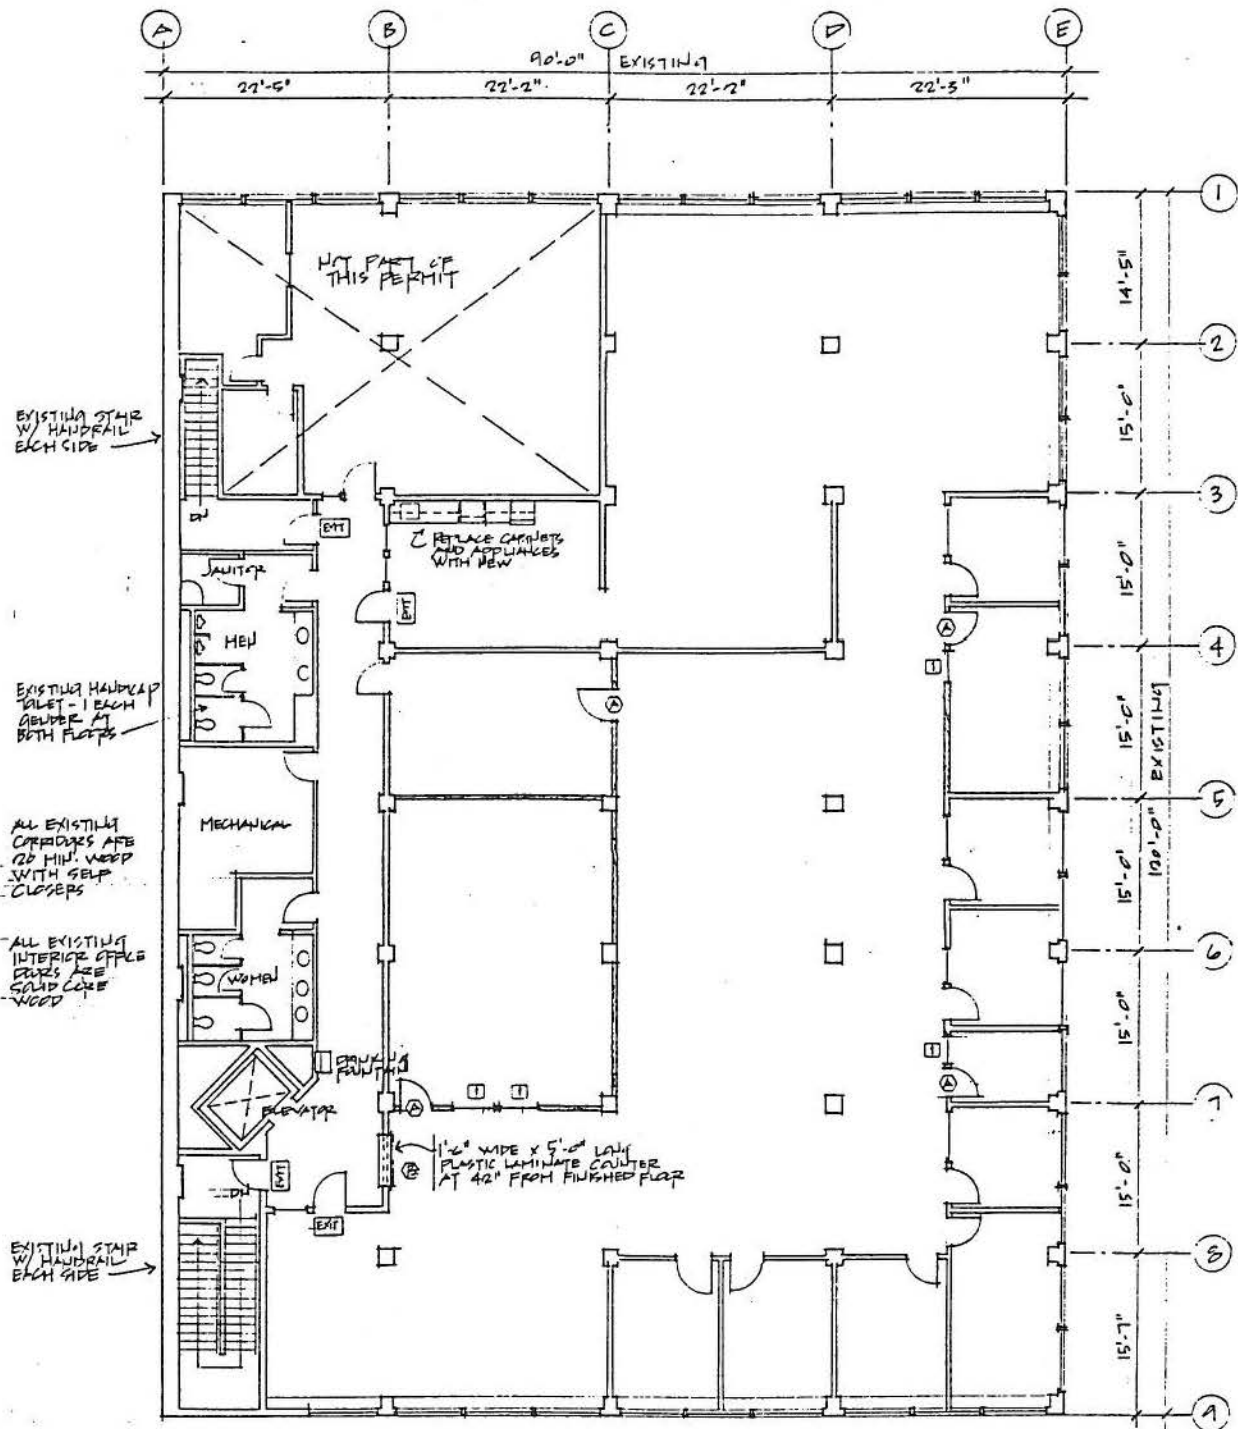 A B C D E
90'-0" EXISTING
22'-5" 22'-2" 22'-2" 22'-3"
1
2
3
4
5
6
7
8
9
14'-5"
15'-0"
15'-0"
15'-0"
15'-0"
15'-0"
15'-0"
15'-7"
120'-0" EXISTING
NOT PART OF
THIS PERMIT
EXISTING STAIR
W/ HANDRAIL
EACH SIDE
DN
EXIT
REPLACE CABINETS
AND APPLIANCES
WITH NEW
JANITOR
EXIT
MEN
A
1
A
EXISTING HANDICAP
TOILET - 1 EACH
GENDER AT
BOTH FLOORS
MECHANICAL
ALL EXISTING
CORRIDORS ARE
20 MIN. WOOD
WITH SELF
CLOSERS
ALL EXISTING
INTERIOR OFFICE
DOORS ARE
SOLID CORE
WOOD
WOMEN
DRINKING
FOUNTAIN
1
1 1
A
A
ELEVATOR
1'-6" WIDE x 5'-0" LONG
PLASTIC LAMINATE COUNTER
AT 42" FROM FINISHED FLOOR
EXIT
DN
EXIT
EXISTING STAIR
W/ HANDRAIL
EACH SIDE